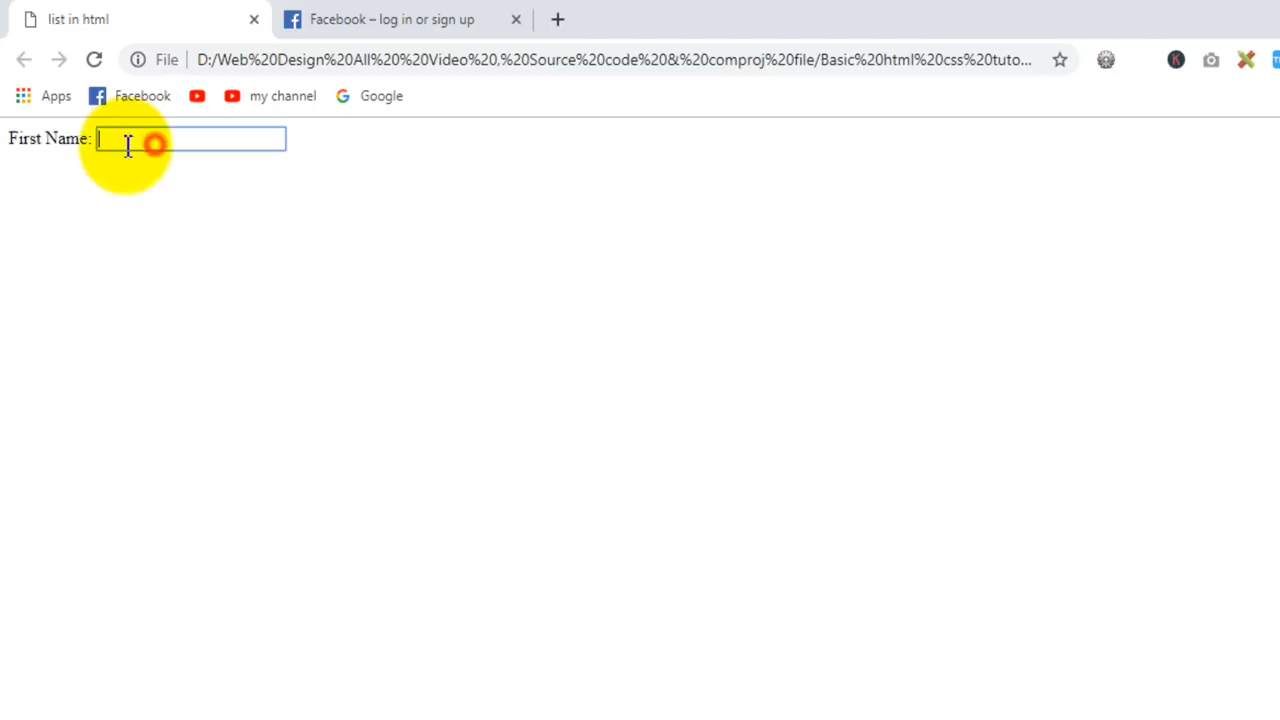 list in html
Facebook – log in or sign up
File
D:/Web%20Design%20All%20%20Video%20,%20Source%20code%20&%20comproj%20file/Basic%20html%20css%20tuto...
Apps
Facebook
my channel
Google
First Name: